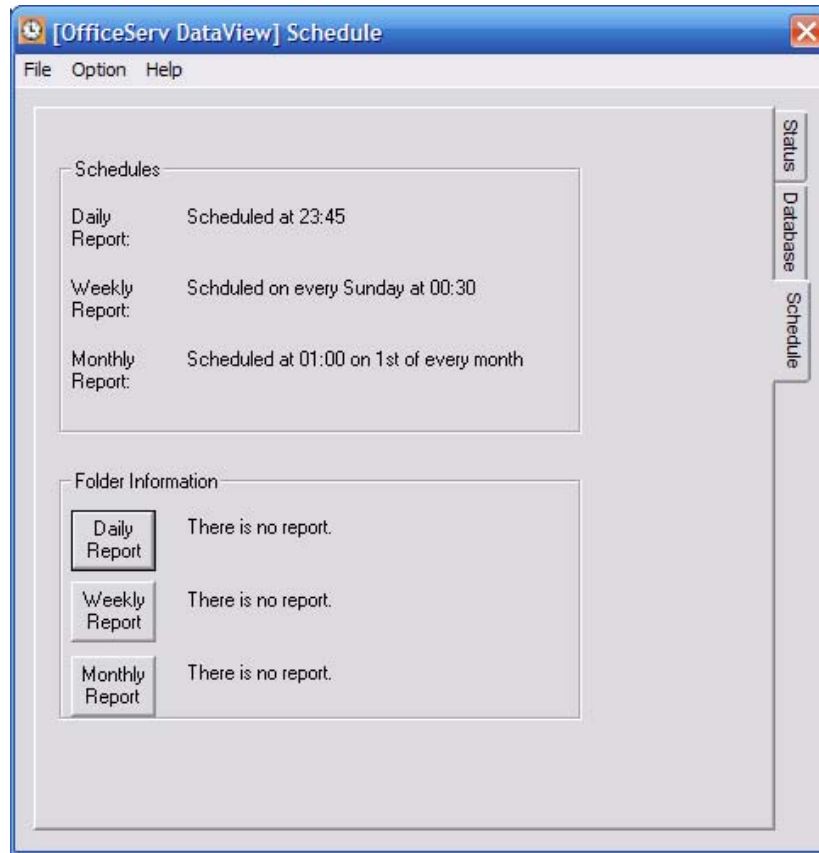 [OfficeServ DataView] Schedule
File Option Help
Status
Database
Schedule
Schedules
Daily
Report:
Scheduled at 23:45
Weekly
Report:
Schduled on every Sunday at 00:30
Monthly
Report:
Scheduled at 01:00 on 1st of every month
Folder Information
Daily
Report
There is no report.
Weekly
Report
There is no report.
Monthly
Report
There is no report.